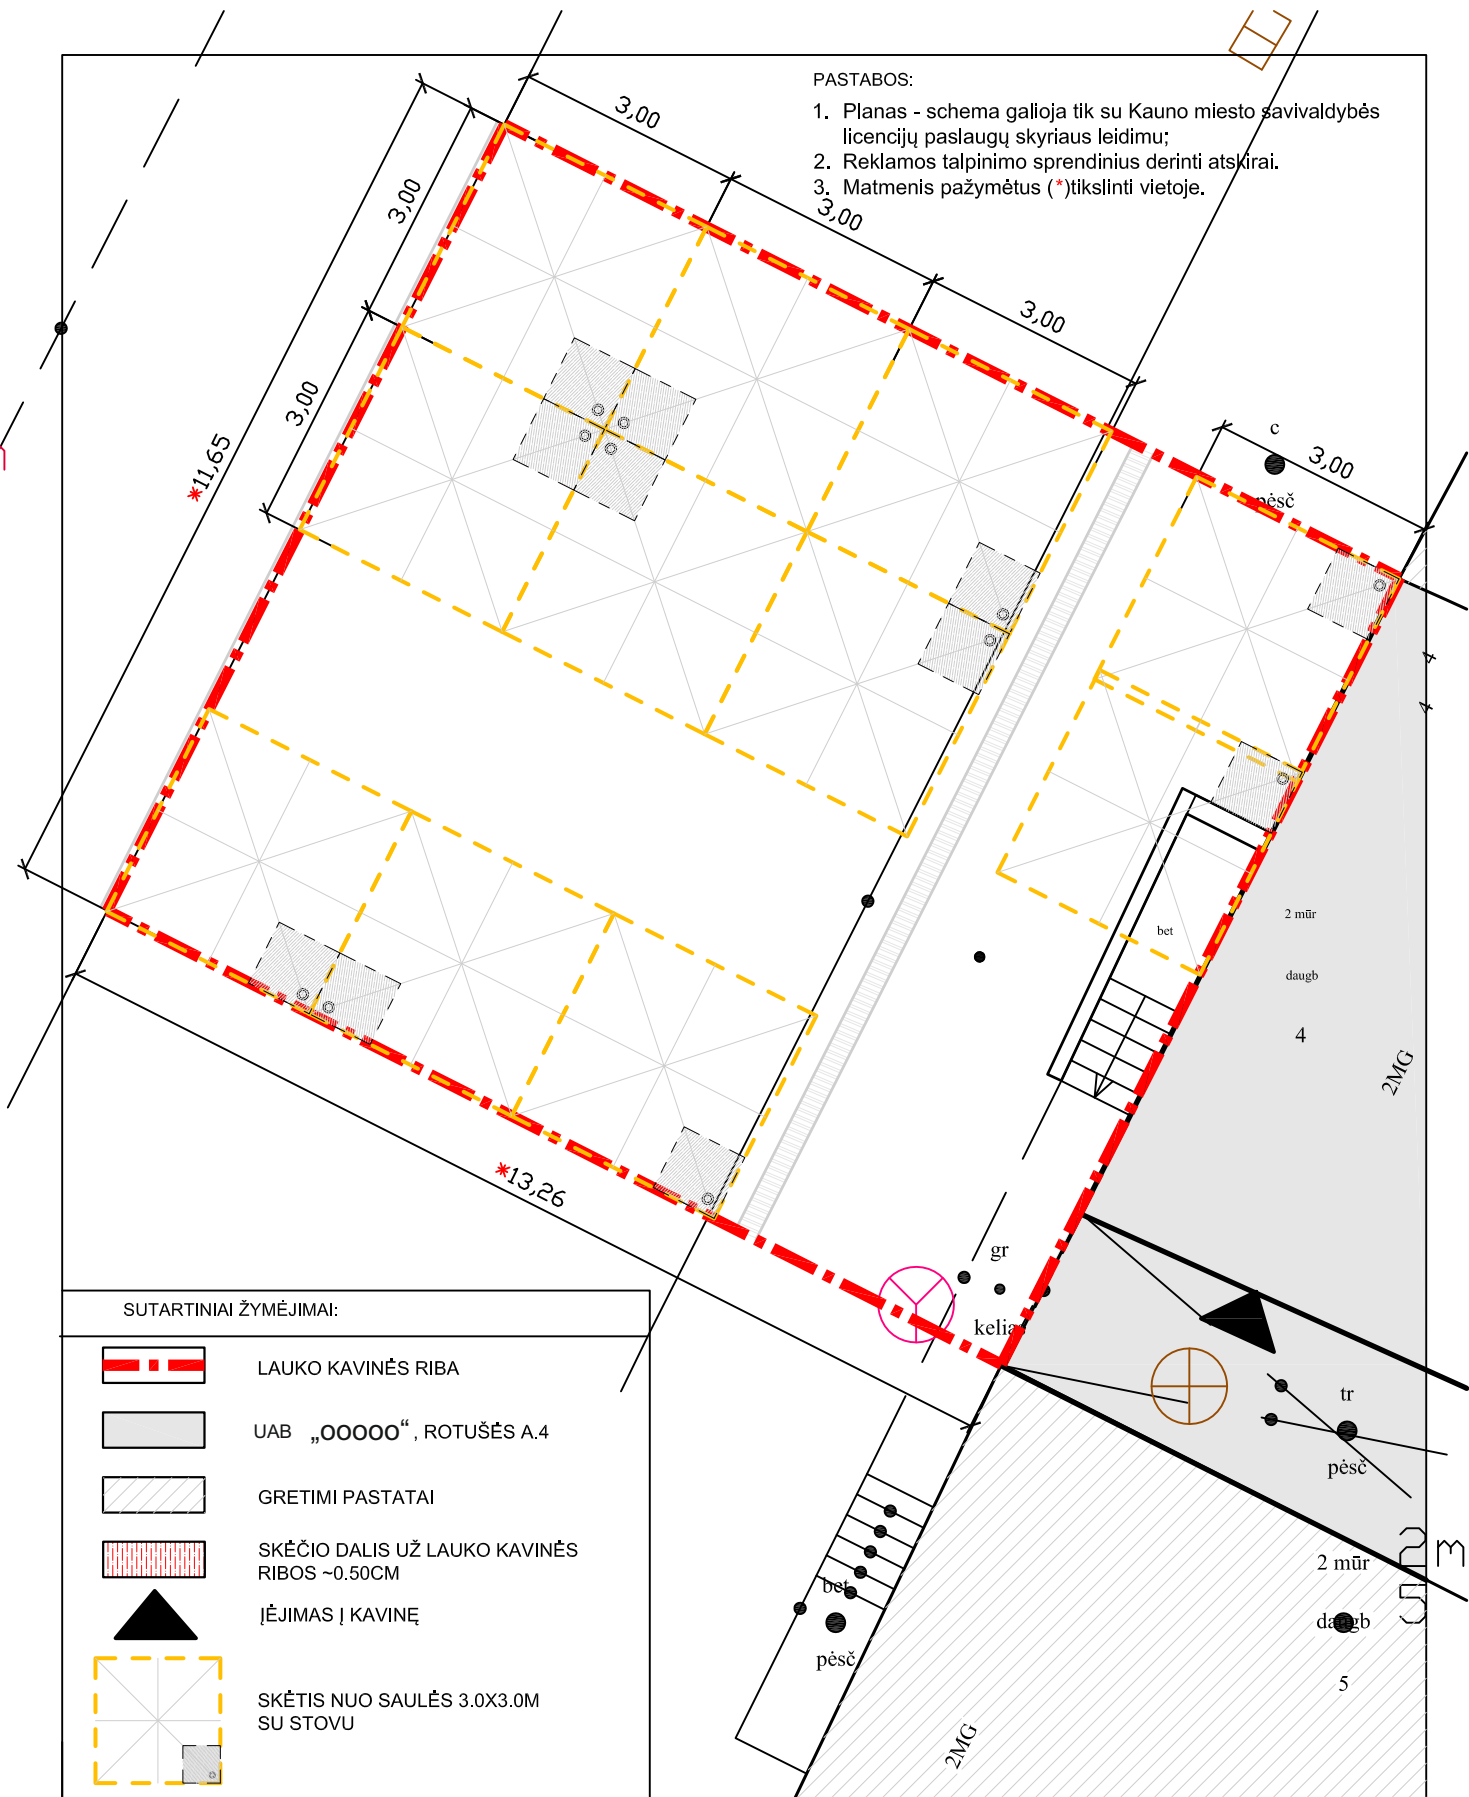 PASTABOS:
1. Planas - schema galioja tik su Kauno miesto savivaldybės
licencijų paslaugų skyriaus leidimu;
2. Reklamos talpinimo sprendinius derinti atskirai.
3. Matmenis pažymėtus (*)tikslinti vietoje.
3,00
3,00
3,00
3,00
3,00
3,00
*11,65
*13,26
c
pėsč
4
4
2 mūr
daugb
4
2MG
bet
gr
kelias
tr
pėsč
2 mūr
daugb
5
2 m
5
bet
pėsč
2MG
SUTARTINIAI ŽYMĖJIMAI:
LAUKO KAVINĖS RIBA
UAB „OOOOO“, ROTUŠĖS A.4
GRETIMI PASTATAI
SKĖČIO DALIS UŽ LAUKO KAVINĖS
RIBOS ~0.50CM
ĮĖJIMAS Į KAVINĘ
SKĖTIS NUO SAULĖS 3.0X3.0M
SU STOVU